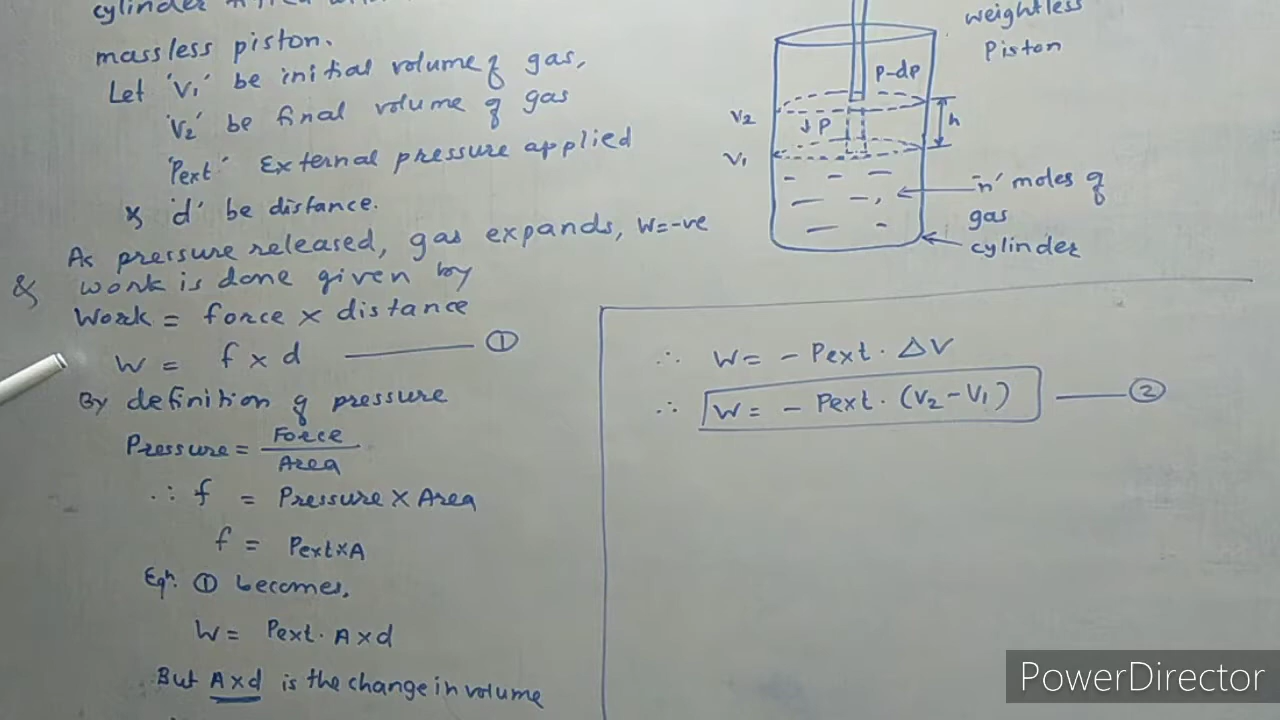 cylinder
massless piston.
Let 'V1' be initial volume of gas,
'V2' be final volume of gas
'Pext' External pressure applied
& 'd' be distance.
As pressure released, gas expands, W=-ve
& work is done given by
Work = force × distance
W = f × d ——— ①
By definition of pressure
Pressure = Force
Area
∴ f = Pressure × Area
f = Pext×A
Eqn. ① becomes,
W = Pext. A×d
But A×d is the change in volume
weightless
Piston
P-dp
V2
↓ P
h
V1
'n' moles of
gas
cylinder
∴ W = - Pext. ΔV
∴ W = - Pext. (V2-V1) ——— ②
PowerDirector